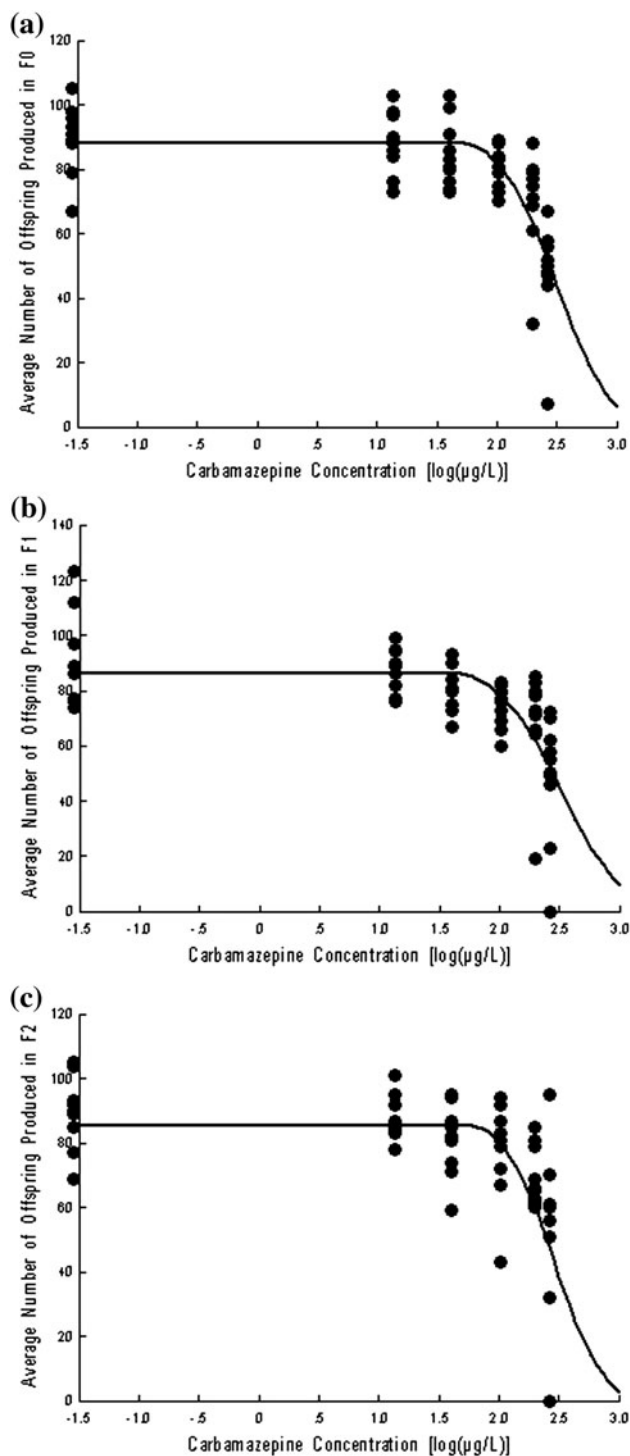 (a)
Average Number of Offspring Produced in F0
120
100
80
60
40
20
0
-1.5 -1.0 -.5 0 .5 1.0 1.5 2.0 2.5 3.0
Carbamazepine Concentration [log(µg/L)]
(b)
Average Number of Offspring Produced in F1
140
120
100
80
60
40
20
0
-1.5 -1.0 -.5 0 .5 1.0 1.5 2.0 2.5 3.0
Carbamazepine Concentration [log(µg/L)]
(c)
Average Number of Offspring Produced in F2
120
100
80
60
40
20
0
-1.5 -1.0 -.5 0 .5 1.0 1.5 2.0 2.5 3.0
Carbamazepine Concentration [log(µg/L)]